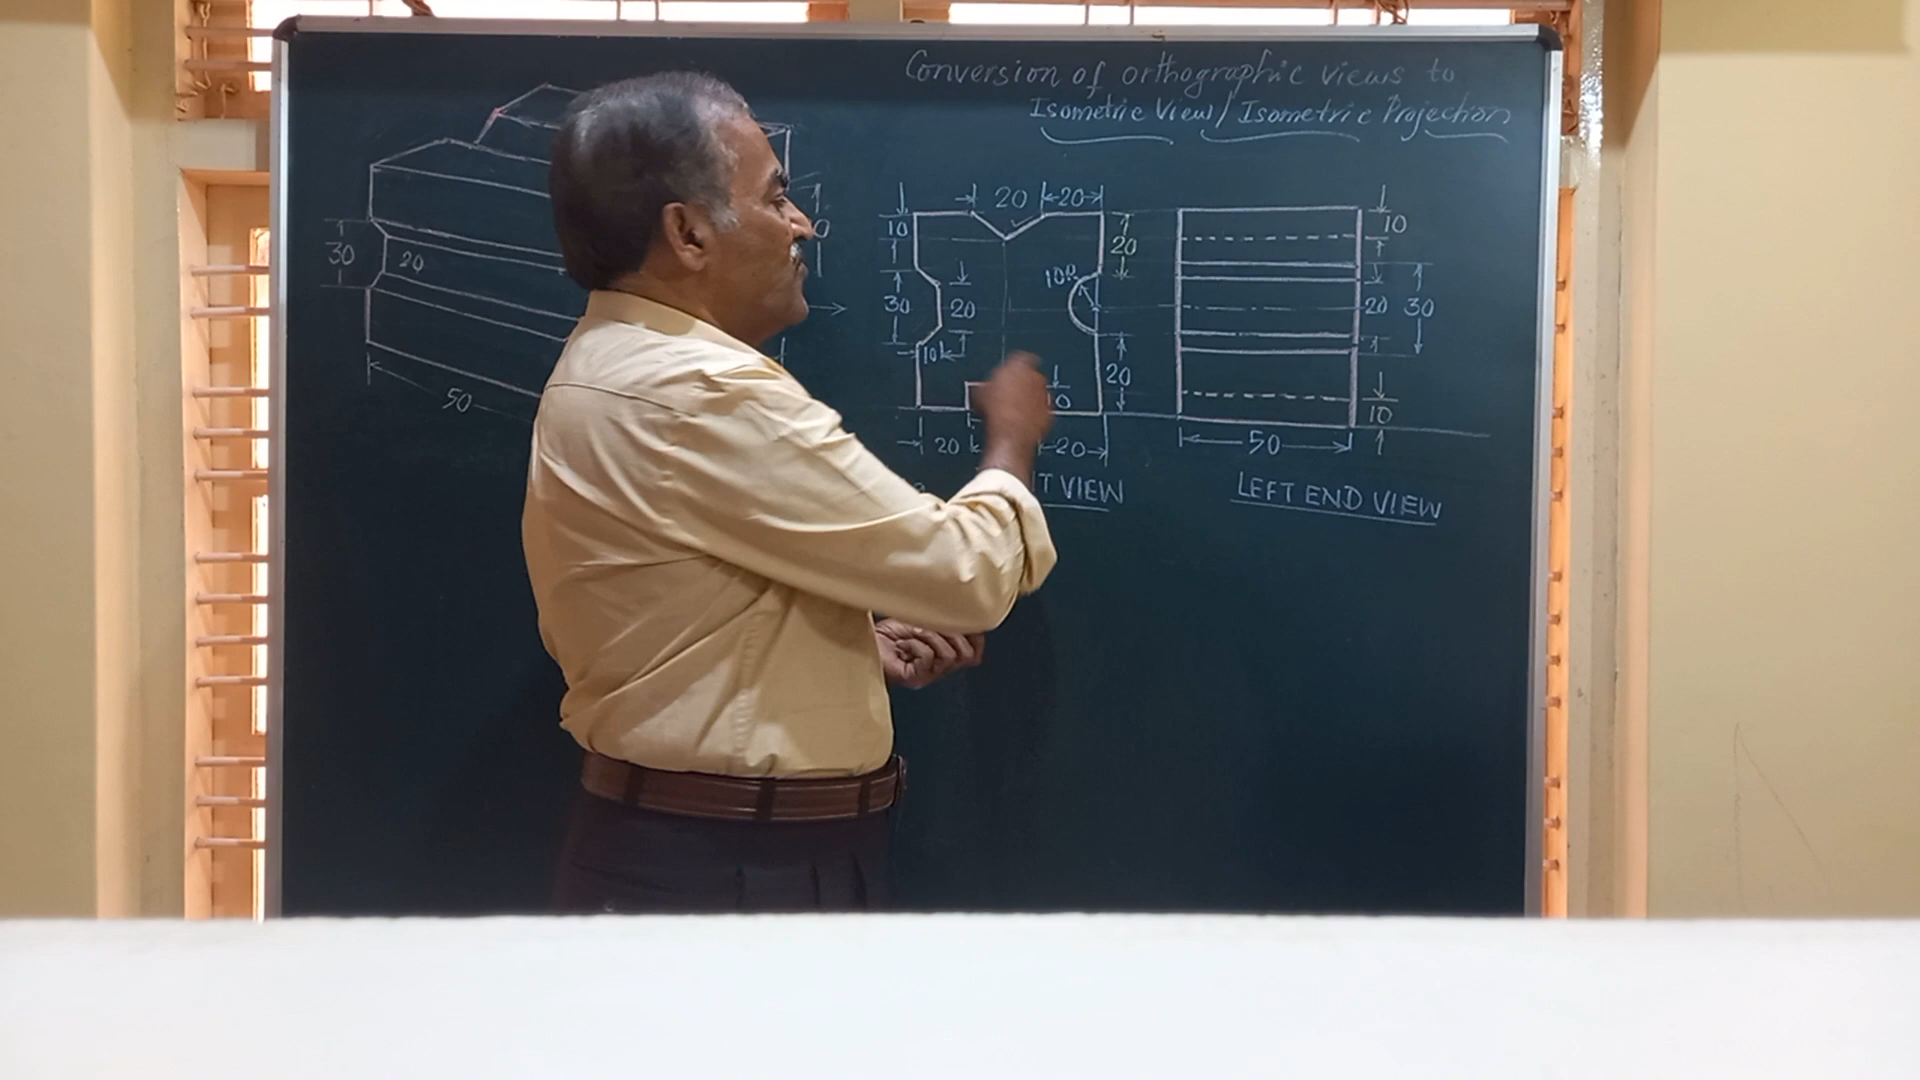 Conversion of orthographic views to
Isometric View / Isometric Projection
20 20
10 10
20
30 20
10R
30 20 20 30
10
20
10 10
50
20 20 50
T VIEW LEFT END VIEW